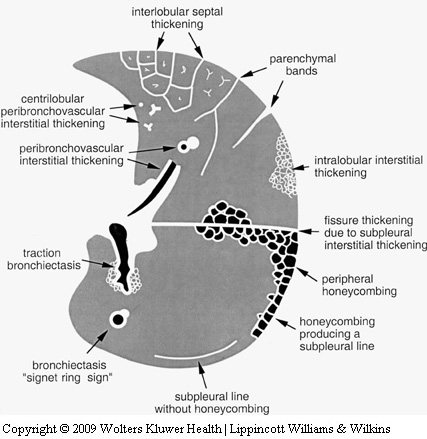 interlobular septal
thickening
parenchymal
bands
centrilobular
peribronchovascular
interstitial thickening
peribronchovascular
interstitial thickening
intralobular interstitial
thickening
fissure thickening
due to subpleural
interstitial thickening
traction
bronchiectasis
peripheral
honeycombing
honeycombing
producing a
subpleural line
bronchiectasis
"signet ring sign"
subpleural line
without honeycombing
Copyright © 2009 Wolters Kluwer Health | Lippincott Williams & Wilkins